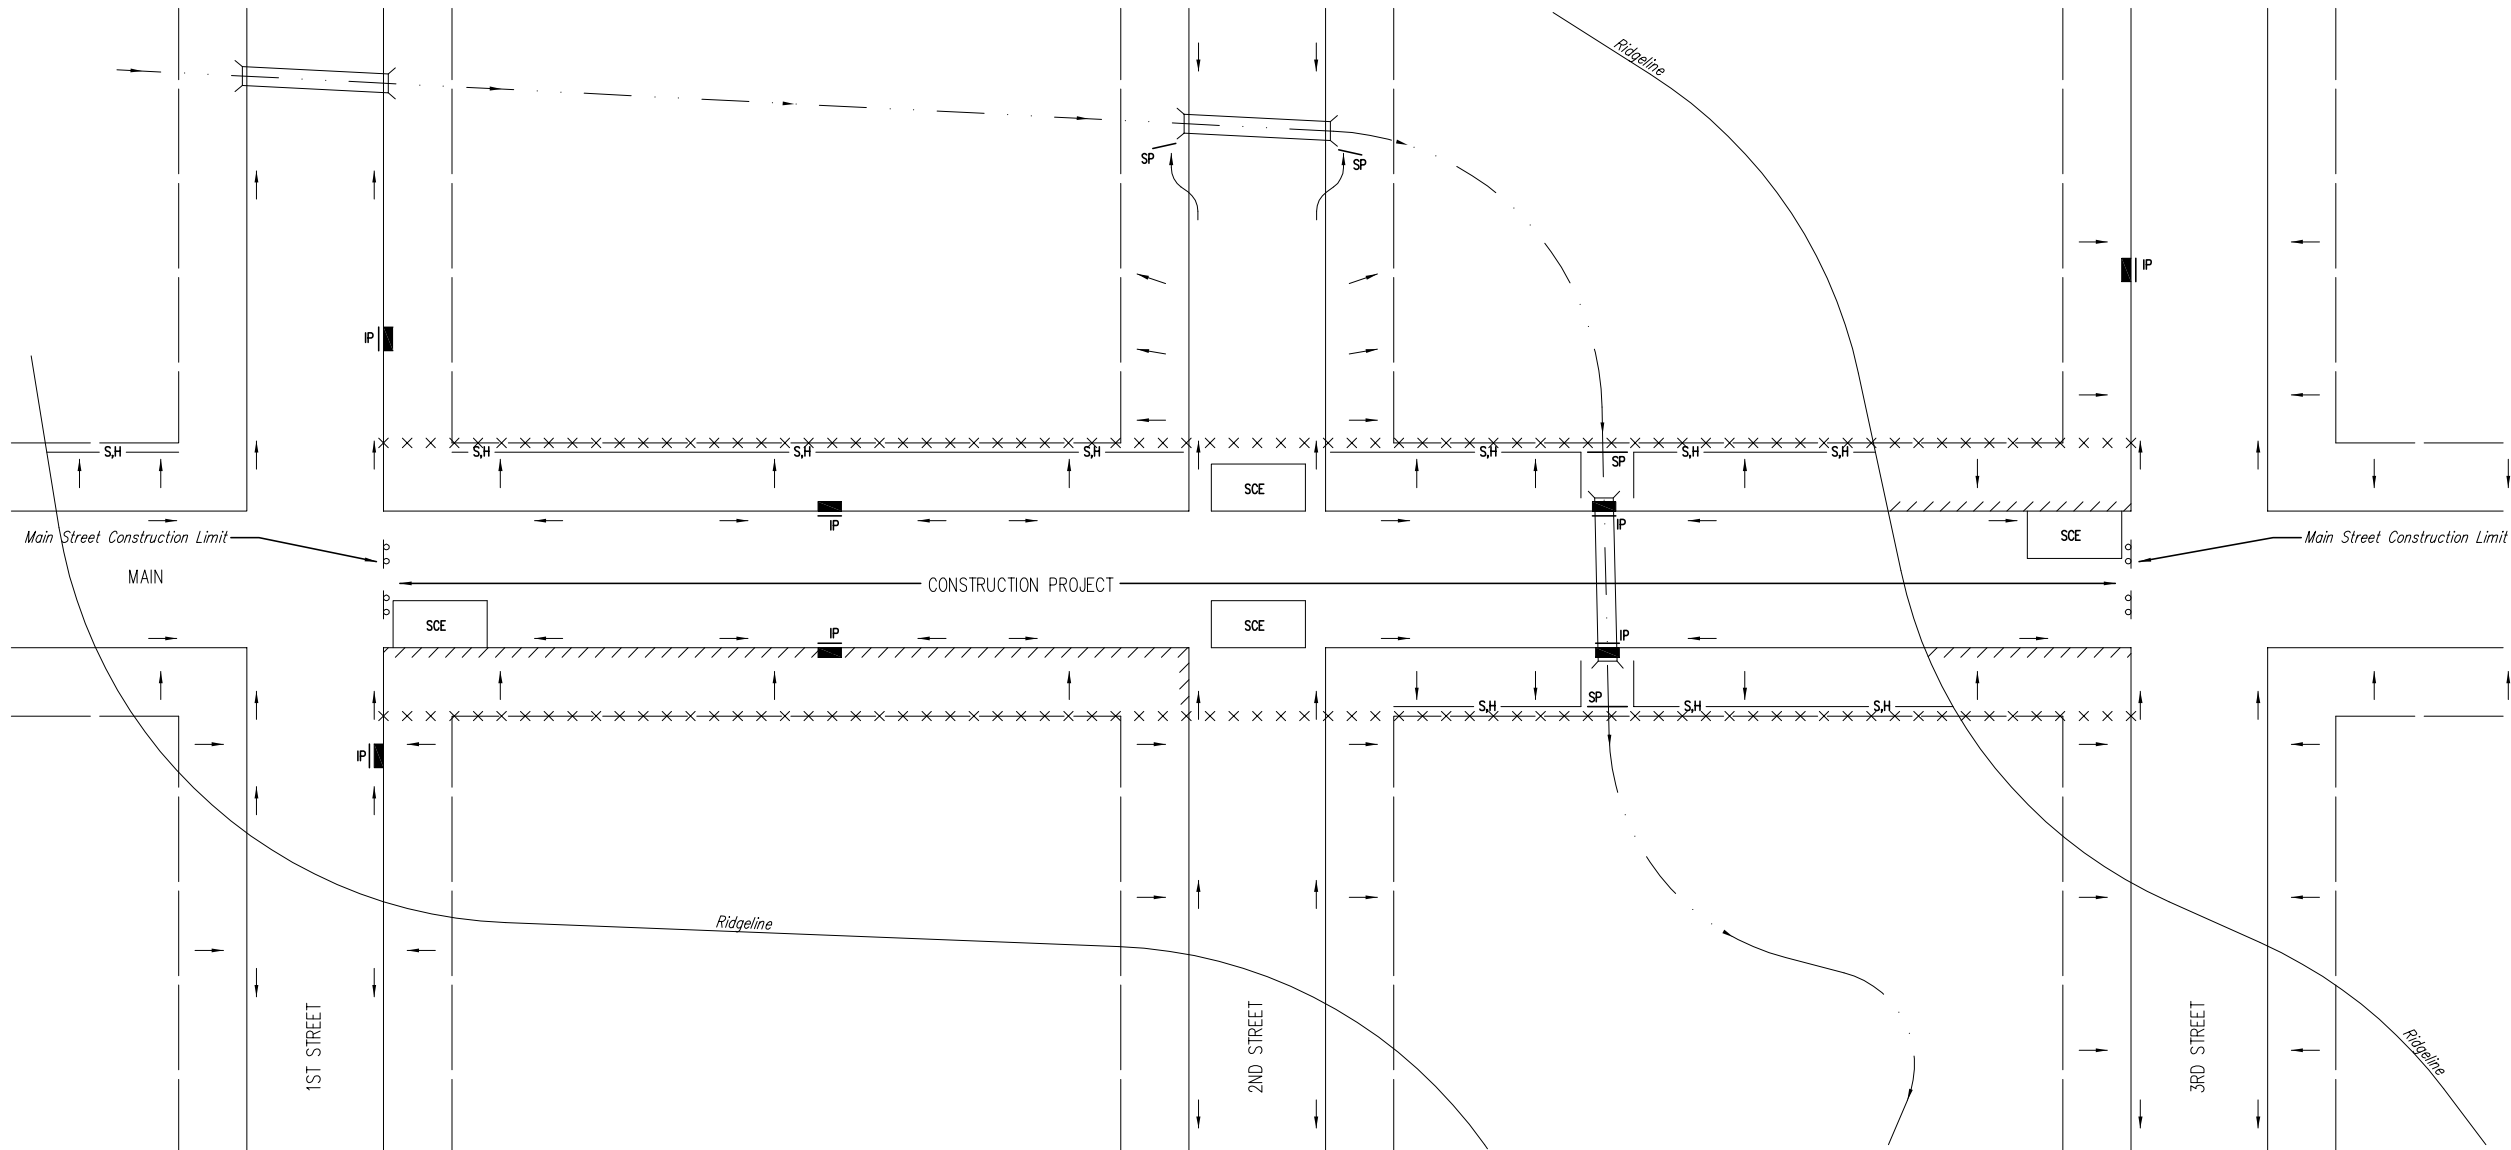 Ridgeline
SP
SP
IP
IP
S,H
S,H
S,H
S,H
S,H
SP
S,H
S,H
SCE
IP
IP
Main Street Construction Limit
SCE
Main Street Construction Limit
MAIN
CONSTRUCTION PROJECT
SCE
SCE
IP
IP
SP
S,H
S,H
S,H
IP
Ridgeline
1ST STREET
2ND STREET
3RD STREET
Ridgeline